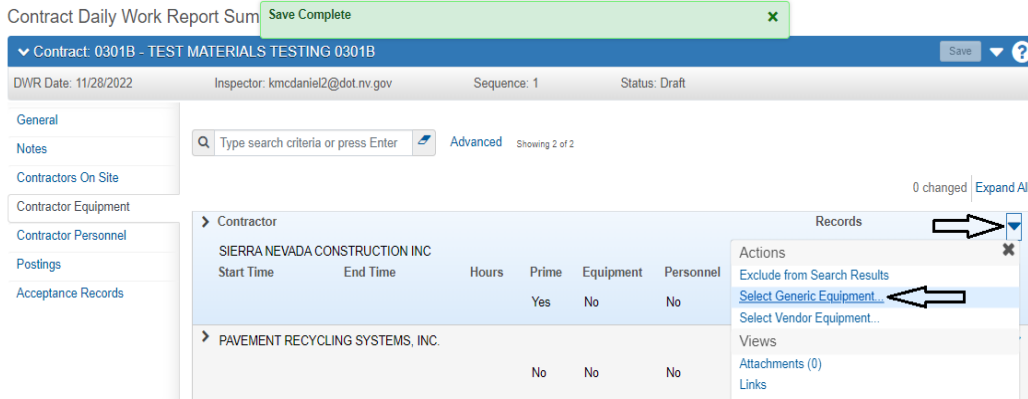 Contract Daily Work Report Sum
Save Complete
Contract: 0301B - TEST MATERIALS TESTING 0301B
Save
DWR Date: 11/28/2022 Inspector: kmcdaniel2@dot.nv.gov Sequence: 1 Status: Draft
General
Notes
Contractors On Site
Contractor Equipment
Contractor Personnel
Postings
Acceptance Records
Type search criteria or press Enter Advanced Showing 2 of 2
0 changed Expand Al
Contractor Records
SIERRA NEVADA CONSTRUCTION INC
Start Time End Time Hours Prime Equipment Personnel
Yes No No
PAVEMENT RECYCLING SYSTEMS, INC.
No No No
Actions
Exclude from Search Results
Select Generic Equipment...
Select Vendor Equipment...
Views
Attachments (0)
Links